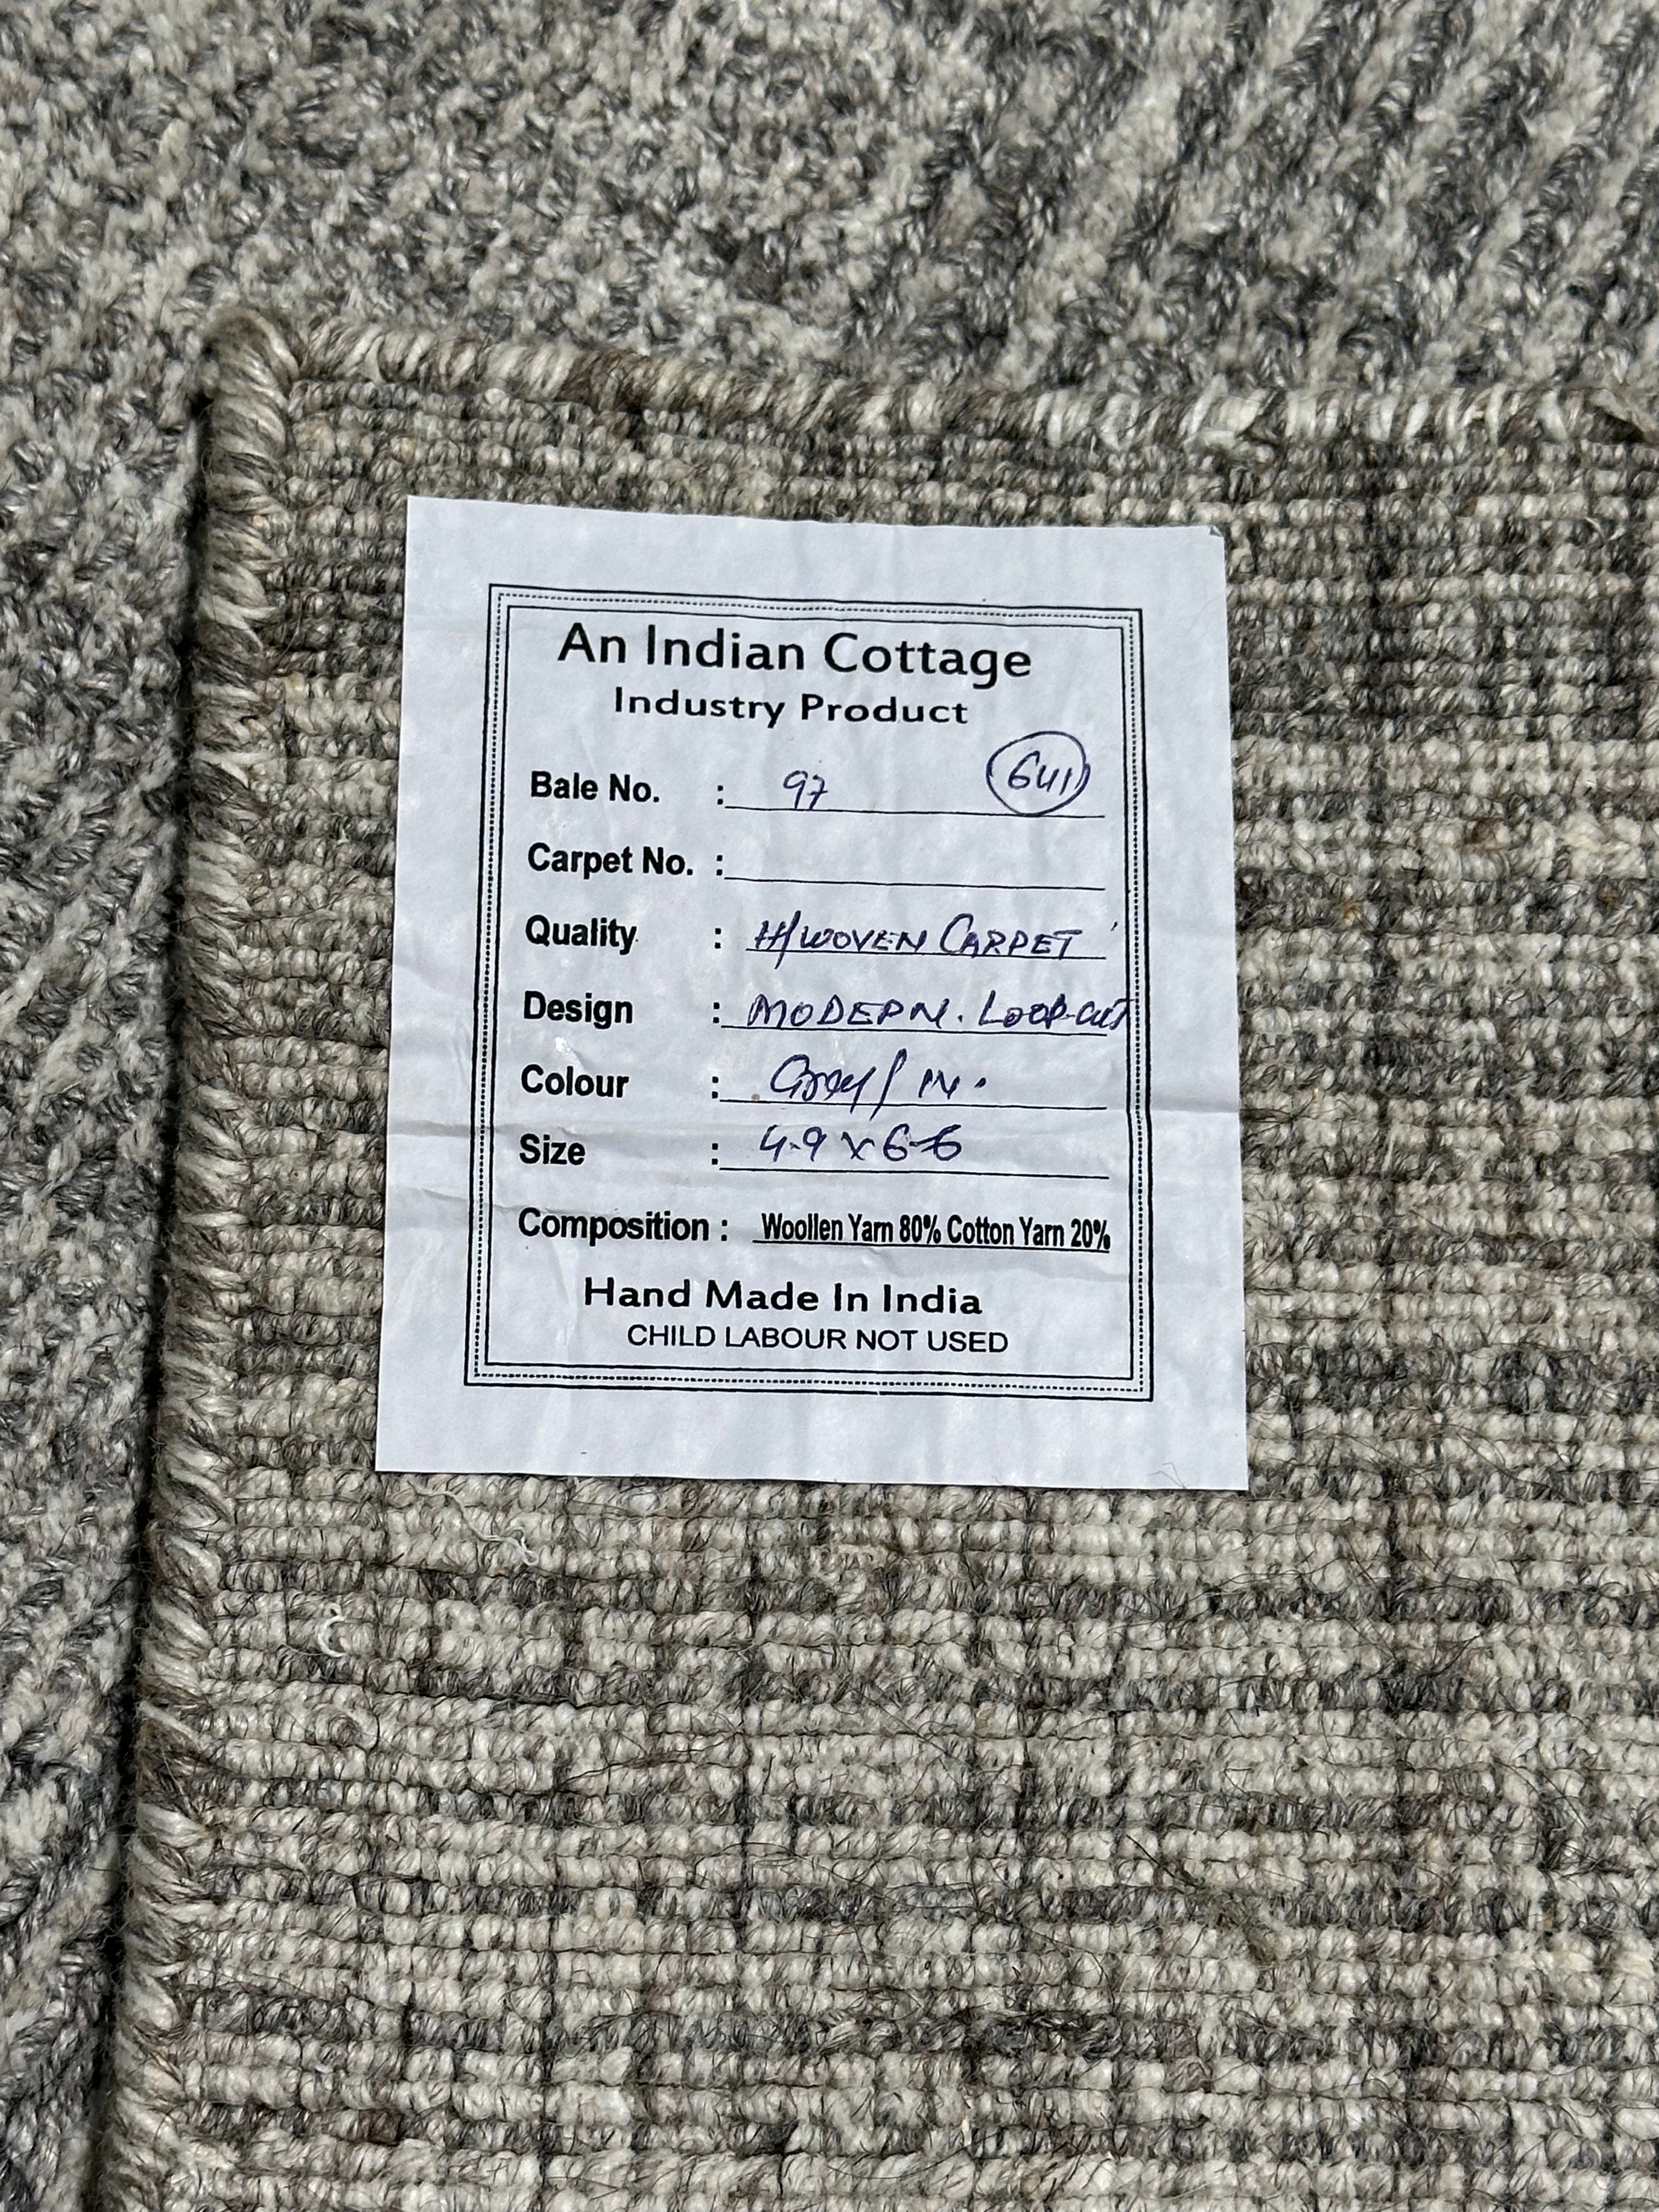 An Indian Cottage
Industry Product
Bale No. : 97 641
Carpet No. :
Quality : H/WOVEN CARPET
Design : MODERN. LOOP-CUT
Colour : Grey / N.
Size : 4-9 x 6-6
Composition : Woollen Yarn 80% Cotton Yarn 20%
Hand Made In India
CHILD LABOUR NOT USED